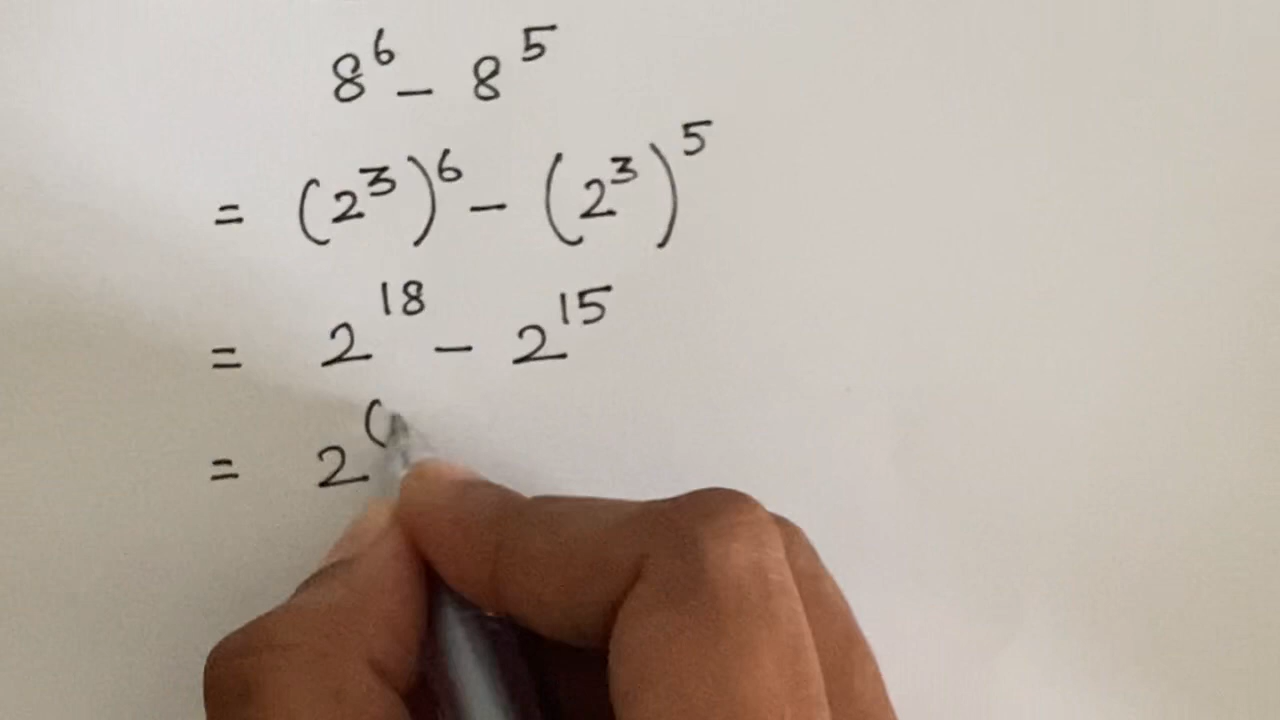 8⁶ - 8⁵
= (2³)⁶ - (2³)⁵
= 2¹⁸ - 2¹⁵
= 2⁽